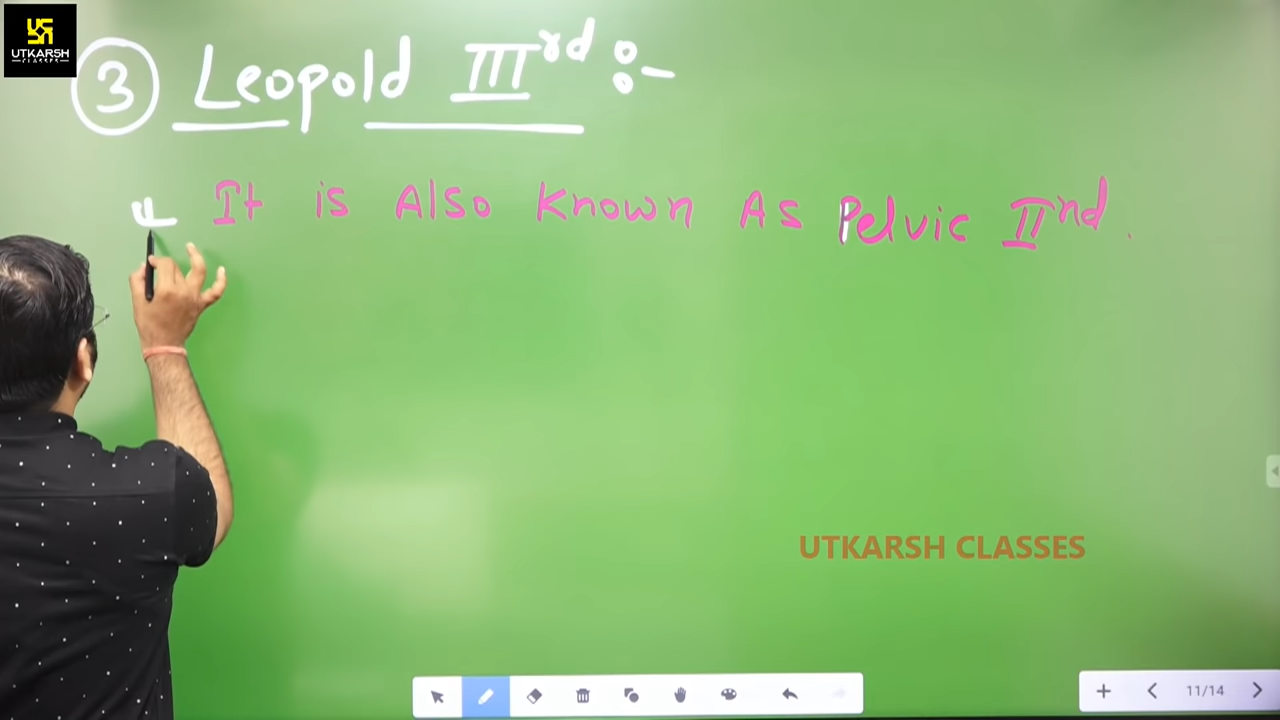 UTKARSH
CLASSES
③ Leopold IIIrd :-
It is Also Known As Pelvic IInd.
UTKARSH CLASSES
11/14